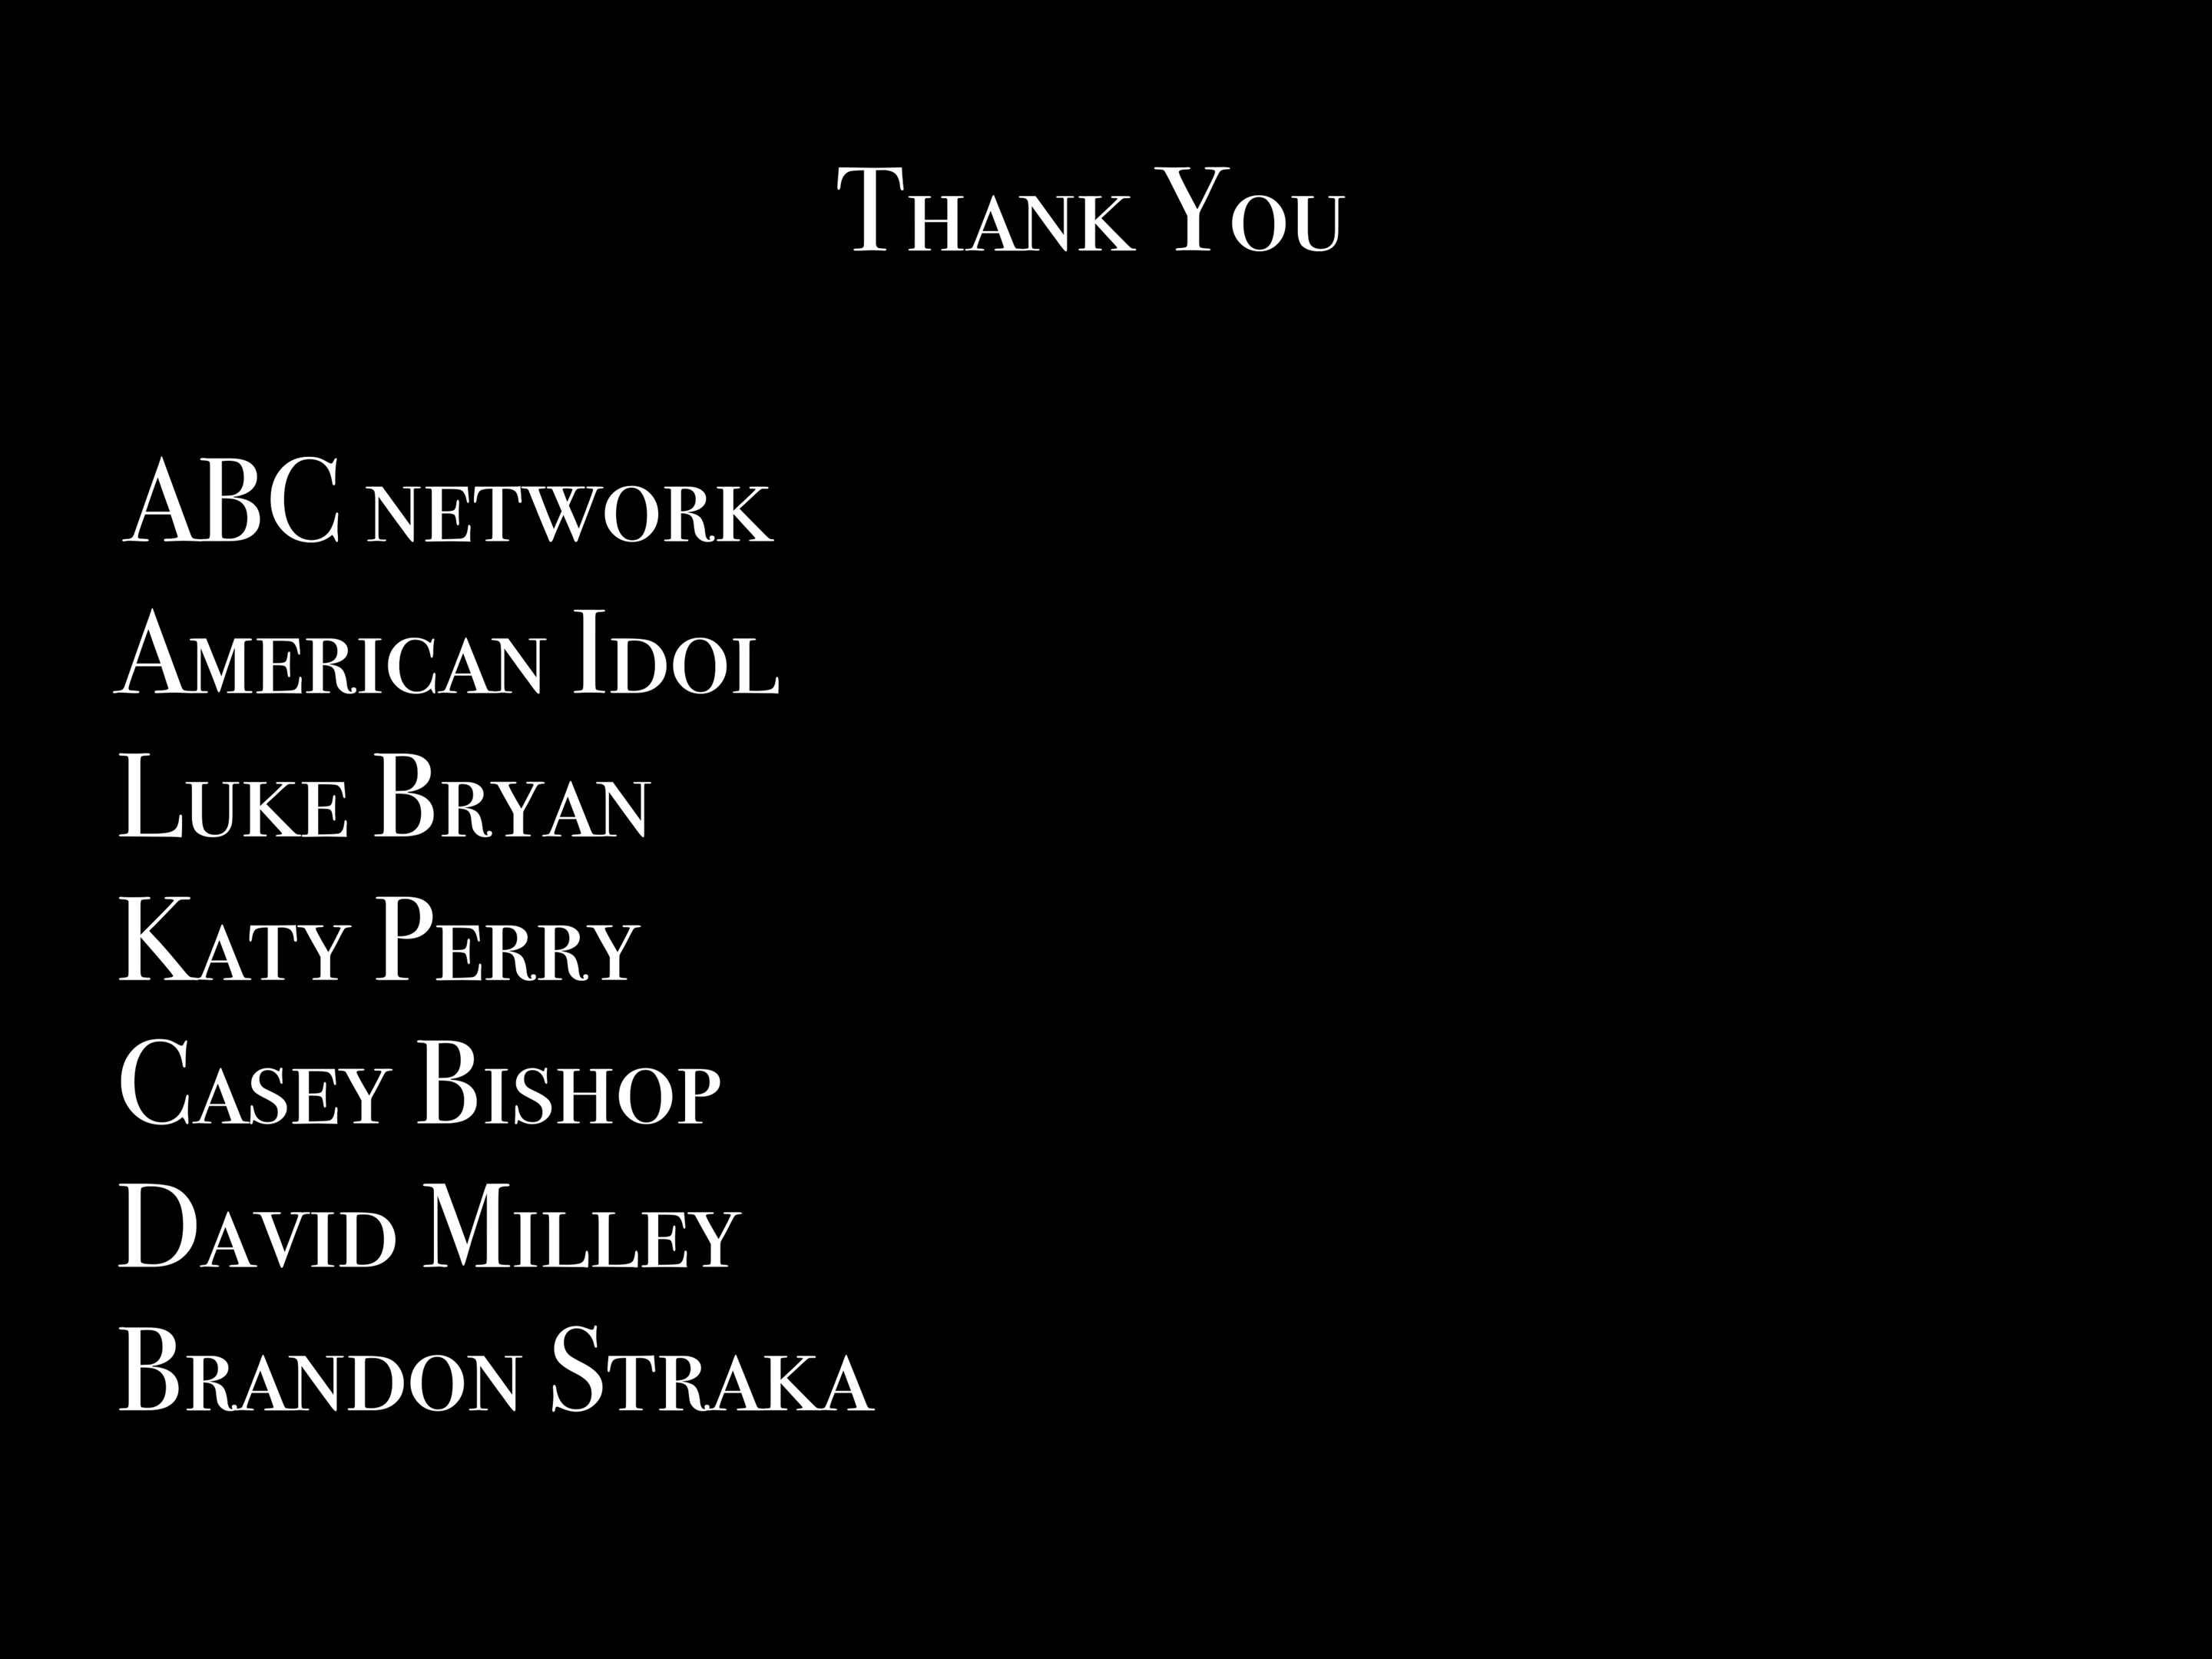 Thank You
ABC network
American Idol
Luke Bryan
Katy Perry
Casey Bishop
David Milley
Brandon Straka